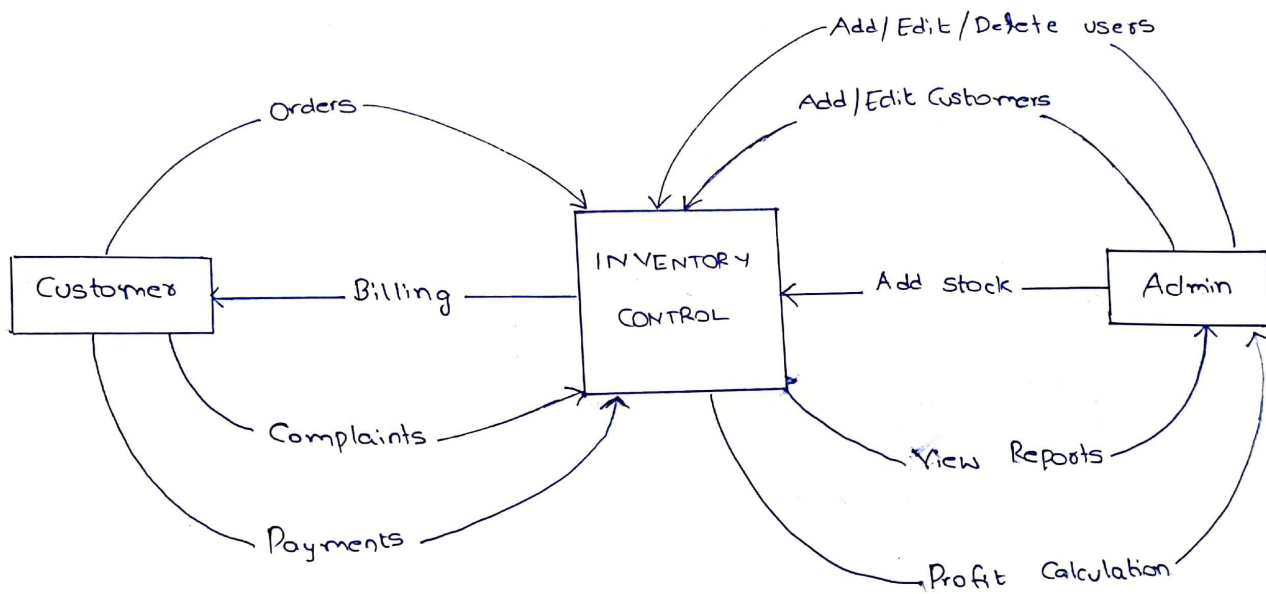 Add/Edit/Delete users
Add/Edit Customers
Orders
INVENTORY
CONTROL
Customer
Billing
Add stock
Admin
Complaints
View Reports
Payments
Profit Calculation